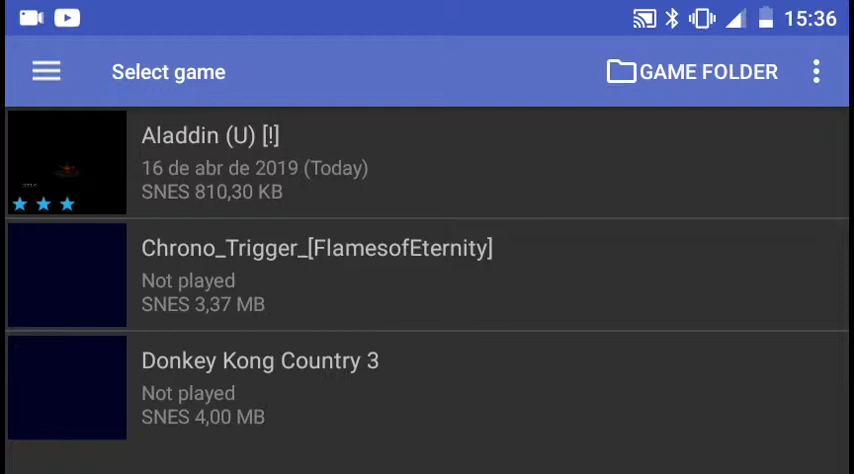 15:36
Select game
GAME FOLDER
Aladdin (U) [!]
16 de abr de 2019 (Today)
SNES 810,30 KB
Chrono_Trigger_[FlamesofEternity]
Not played
SNES 3,37 MB
Donkey Kong Country 3
Not played
SNES 4,00 MB